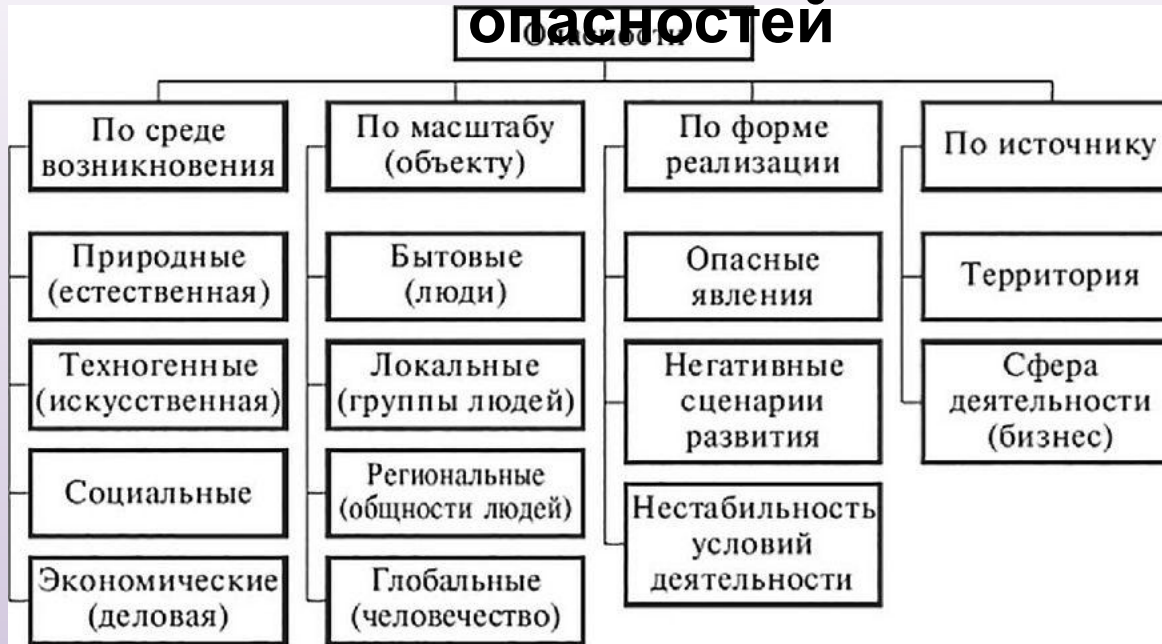 опасностей
Опасности
По среде
возникновения
Природные
(естественная)
Техногенные
(искусственная)
Социальные
Экономические
(деловая)
По масштабу
(объекту)
Бытовые
(люди)
Локальные
(группы людей)
Региональные
(общности людей)
Глобальные
(человечество)
По форме
реализации
Опасные
явления
Негативные
сценарии
развития
Нестабильность
условий
деятельности
По источнику
Территория
Сфера
деятельности
(бизнес)